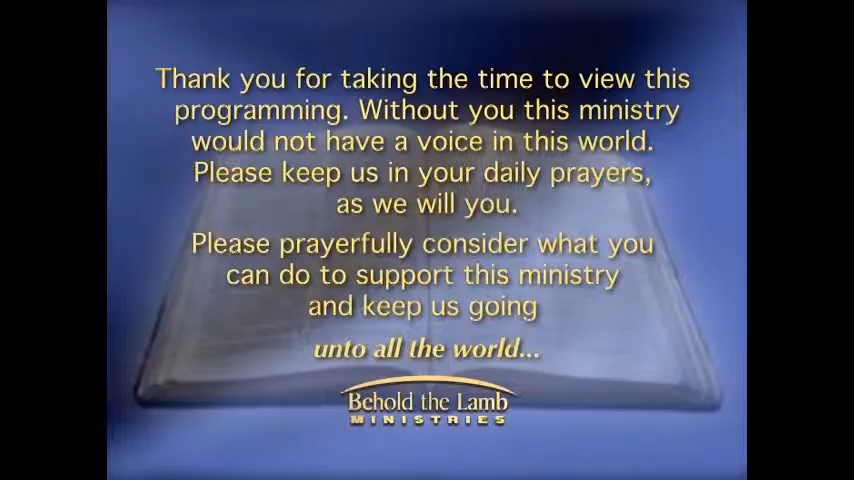 Thank you for taking the time to view this
programming. Without you this ministry
would not have a voice in this world.
Please keep us in your daily prayers,
as we will you.
Please prayerfully consider what you
can do to support this ministry
and keep us going
unto all the world...
Behold the Lamb
MINISTRIES